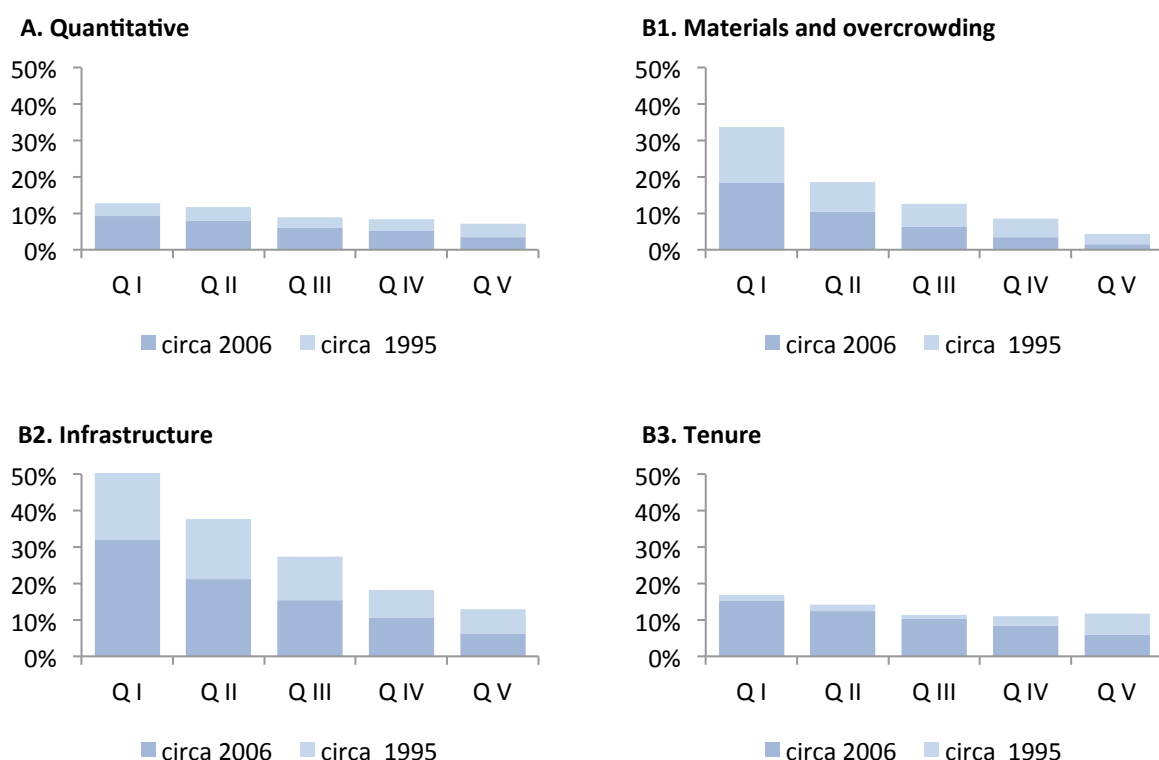 A. Quantitative
50%
40%
30%
20%
10%
0%
Q I Q II Q III Q IV Q V
circa 2006 circa 1995
B1. Materials and overcrowding
50%
40%
30%
20%
10%
0%
Q I Q II Q III Q IV Q V
circa 2006 circa 1995
B2. Infrastructure
50%
40%
30%
20%
10%
0%
Q I Q II Q III Q IV Q V
circa 2006 circa 1995
B3. Tenure
50%
40%
30%
20%
10%
0%
Q I Q II Q III Q IV Q V
circa 2006 circa 1995